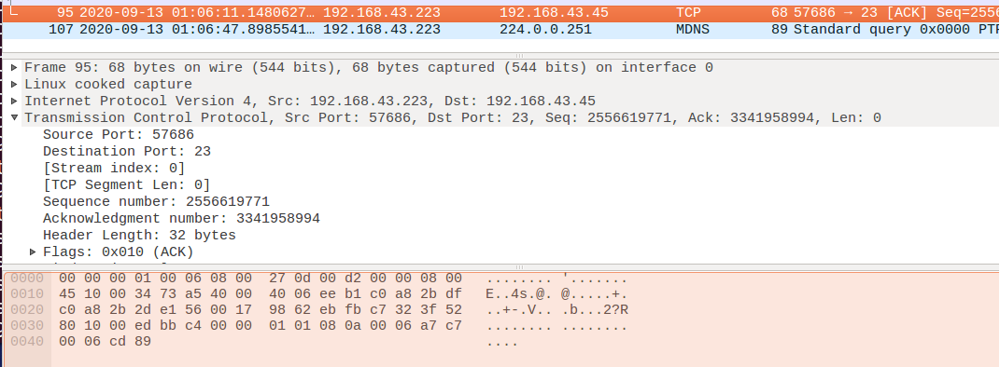 95 2020-09-13 01:06:11.1480627… 192.168.43.223 192.168.43.45 TCP 68 57686 → 23 [ACK] Seq=2556
107 2020-09-13 01:06:47.8985541… 192.168.43.223 224.0.0.251 MDNS 89 Standard query 0x0000 PTR
Frame 95: 68 bytes on wire (544 bits), 68 bytes captured (544 bits) on interface 0
Linux cooked capture
Internet Protocol Version 4, Src: 192.168.43.223, Dst: 192.168.43.45
Transmission Control Protocol, Src Port: 57686, Dst Port: 23, Seq: 2556619771, Ack: 3341958994, Len: 0
Source Port: 57686
Destination Port: 23
[Stream index: 0]
[TCP Segment Len: 0]
Sequence number: 2556619771
Acknowledgment number: 3341958994
Header Length: 32 bytes
Flags: 0x010 (ACK)
0000 00 00 00 01 00 06 08 00 27 0d 00 d2 00 00 08 00 ........ '.......
0010 45 10 00 34 73 a5 40 00 40 06 ee b1 c0 a8 2b df E..4s.@. @.....+.
0020 c0 a8 2b 2d e1 56 00 17 98 62 eb fb c7 32 3f 52 ..+-.V.. .b...2?R
0030 80 10 00 ed bb c4 00 00 01 01 08 0a 00 06 a7 c7 ........ ........
0040 00 06 cd 89 ....